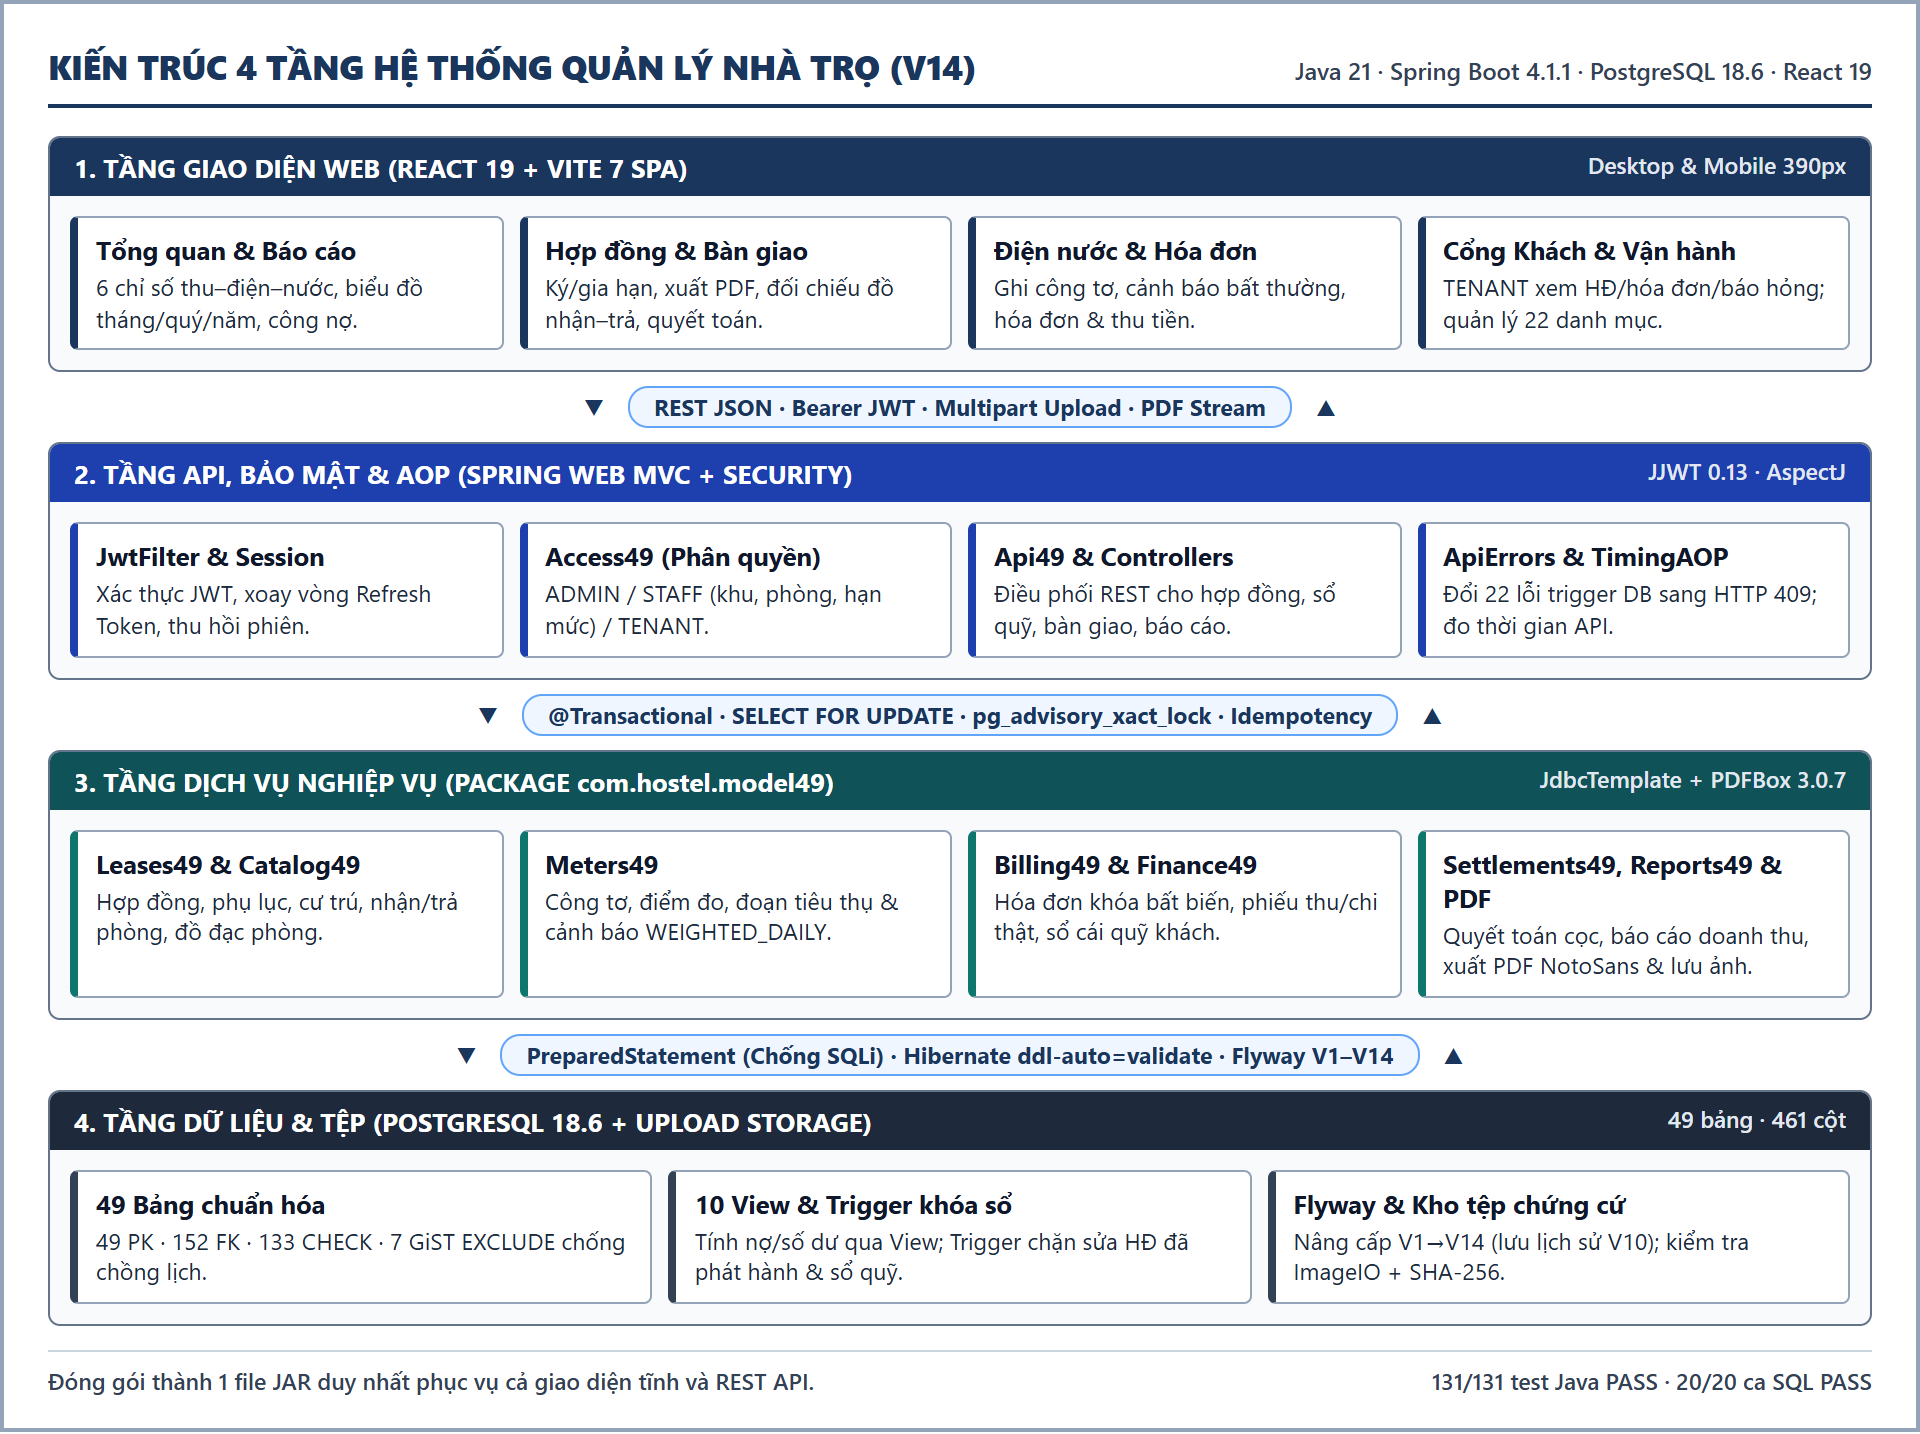 KIẾN TRÚC 4 TẦNG HỆ THỐNG QUẢN LÝ NHÀ TRỌ (V14)
Java 21 · Spring Boot 4.1.1 · PostgreSQL 18.6 · React 19
1. TẦNG GIAO DIỆN WEB (REACT 19 + VITE 7 SPA)
Desktop & Mobile 390px
Tổng quan & Báo cáo
6 chỉ số thu–điện–nước, biểu đồ
tháng/quý/năm, công nợ.
Hợp đồng & Bàn giao
Ký/gia hạn, xuất PDF, đối chiếu đồ
nhận–trả, quyết toán.
Điện nước & Hóa đơn
Ghi công tơ, cảnh báo bất thường,
hóa đơn & thu tiền.
Cổng Khách & Vận hành
TENANT xem HĐ/hóa đơn/báo hỏng;
quản lý 22 danh mục.
▼ REST JSON · Bearer JWT · Multipart Upload · PDF Stream ▲
2. TẦNG API, BẢO MẬT & AOP (SPRING WEB MVC + SECURITY)
JJWT 0.13 · AspectJ
JwtFilter & Session
Xác thực JWT, xoay vòng Refresh
Token, thu hồi phiên.
Access49 (Phân quyền)
ADMIN / STAFF (khu, phòng, hạn
mức) / TENANT.
Api49 & Controllers
Điều phối REST cho hợp đồng, sổ
quỹ, bàn giao, báo cáo.
ApiErrors & TimingAOP
Đổi 22 lỗi trigger DB sang HTTP 409;
đo thời gian API.
▼ @Transactional · SELECT FOR UPDATE · pg_advisory_xact_lock · Idempotency ▲
3. TẦNG DỊCH VỤ NGHIỆP VỤ (PACKAGE com.hostel.model49)
JdbcTemplate + PDFBox 3.0.7
Leases49 & Catalog49
Hợp đồng, phụ lục, cư trú, nhận/trả
phòng, đồ đạc phòng.
Meters49
Công tơ, điểm đo, đoạn tiêu thụ &
cảnh báo WEIGHTED_DAILY.
Billing49 & Finance49
Hóa đơn khóa bất biến, phiếu thu/chi
thật, sổ cái quỹ khách.
Settlements49, Reports49 &
PDF
Quyết toán cọc, báo cáo doanh thu,
xuất PDF NotoSans & lưu ảnh.
▼ PreparedStatement (Chống SQLi) · Hibernate ddl-auto=validate · Flyway V1–V14 ▲
4. TẦNG DỮ LIỆU & TỆP (POSTGRESQL 18.6 + UPLOAD STORAGE)
49 bảng · 461 cột
49 Bảng chuẩn hóa
49 PK · 152 FK · 133 CHECK · 7 GiST EXCLUDE chống
chồng lịch.
10 View & Trigger khóa sổ
Tính nợ/số dư qua View; Trigger chặn sửa HĐ đã
phát hành & sổ quỹ.
Flyway & Kho tệp chứng cứ
Nâng cấp V1→V14 (lưu lịch sử V10); kiểm tra
ImageIO + SHA-256.
Đóng gói thành 1 file JAR duy nhất phục vụ cả giao diện tĩnh và REST API.
131/131 test Java PASS · 20/20 ca SQL PASS